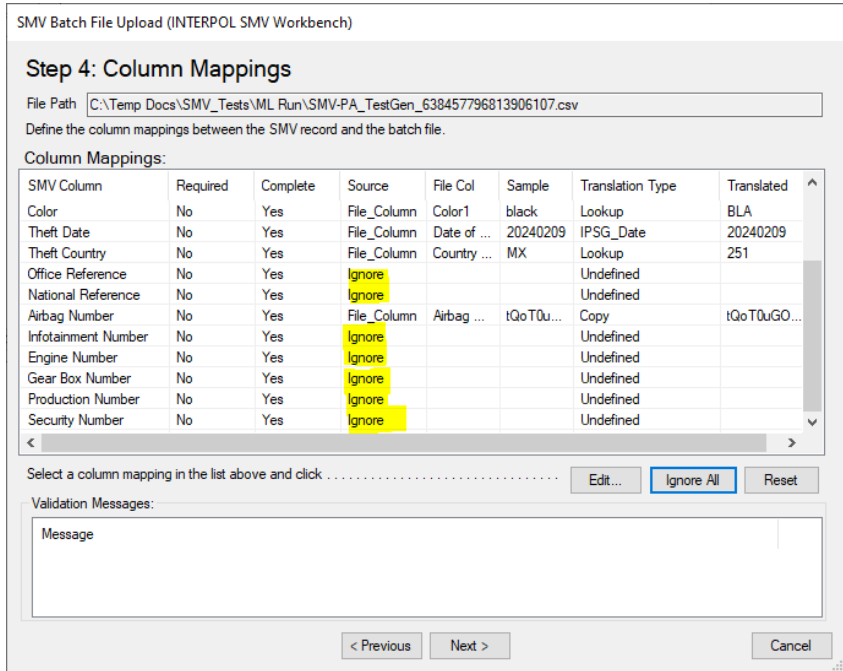 SMV Batch File Upload (INTERPOL SMV Workbench)
Step 4: Column Mappings
File Path C:\Temp Docs\SMV_Tests\ML Run\SMV-PA_TestGen_638457796813906107.csv
Define the column mappings between the SMV record and the batch file.
Column Mappings:
SMV Column Required Complete Source File Col Sample Translation Type Translated
Color No Yes File_Column Color1 black Lookup BLA
Theft Date No Yes File_Column Date of ... 20240209 IPSG_Date 20240209
Theft Country No Yes File_Column Country ... MX Lookup 251
Office Reference No Yes Ignore Undefined
National Reference No Yes Ignore Undefined
Airbag Number No Yes File_Column Airbag ... tQoT0u... Copy tQoT0uGO...
Infotainment Number No Yes Ignore Undefined
Engine Number No Yes Ignore Undefined
Gear Box Number No Yes Ignore Undefined
Production Number No Yes Ignore Undefined
Security Number No Yes Ignore Undefined
Select a column mapping in the list above and click . . . . . . . . . . . . . . . . . . . . . . . . . . . . . . . . Edit... Ignore All Reset
Validation Messages:
Message
< Previous Next > Cancel